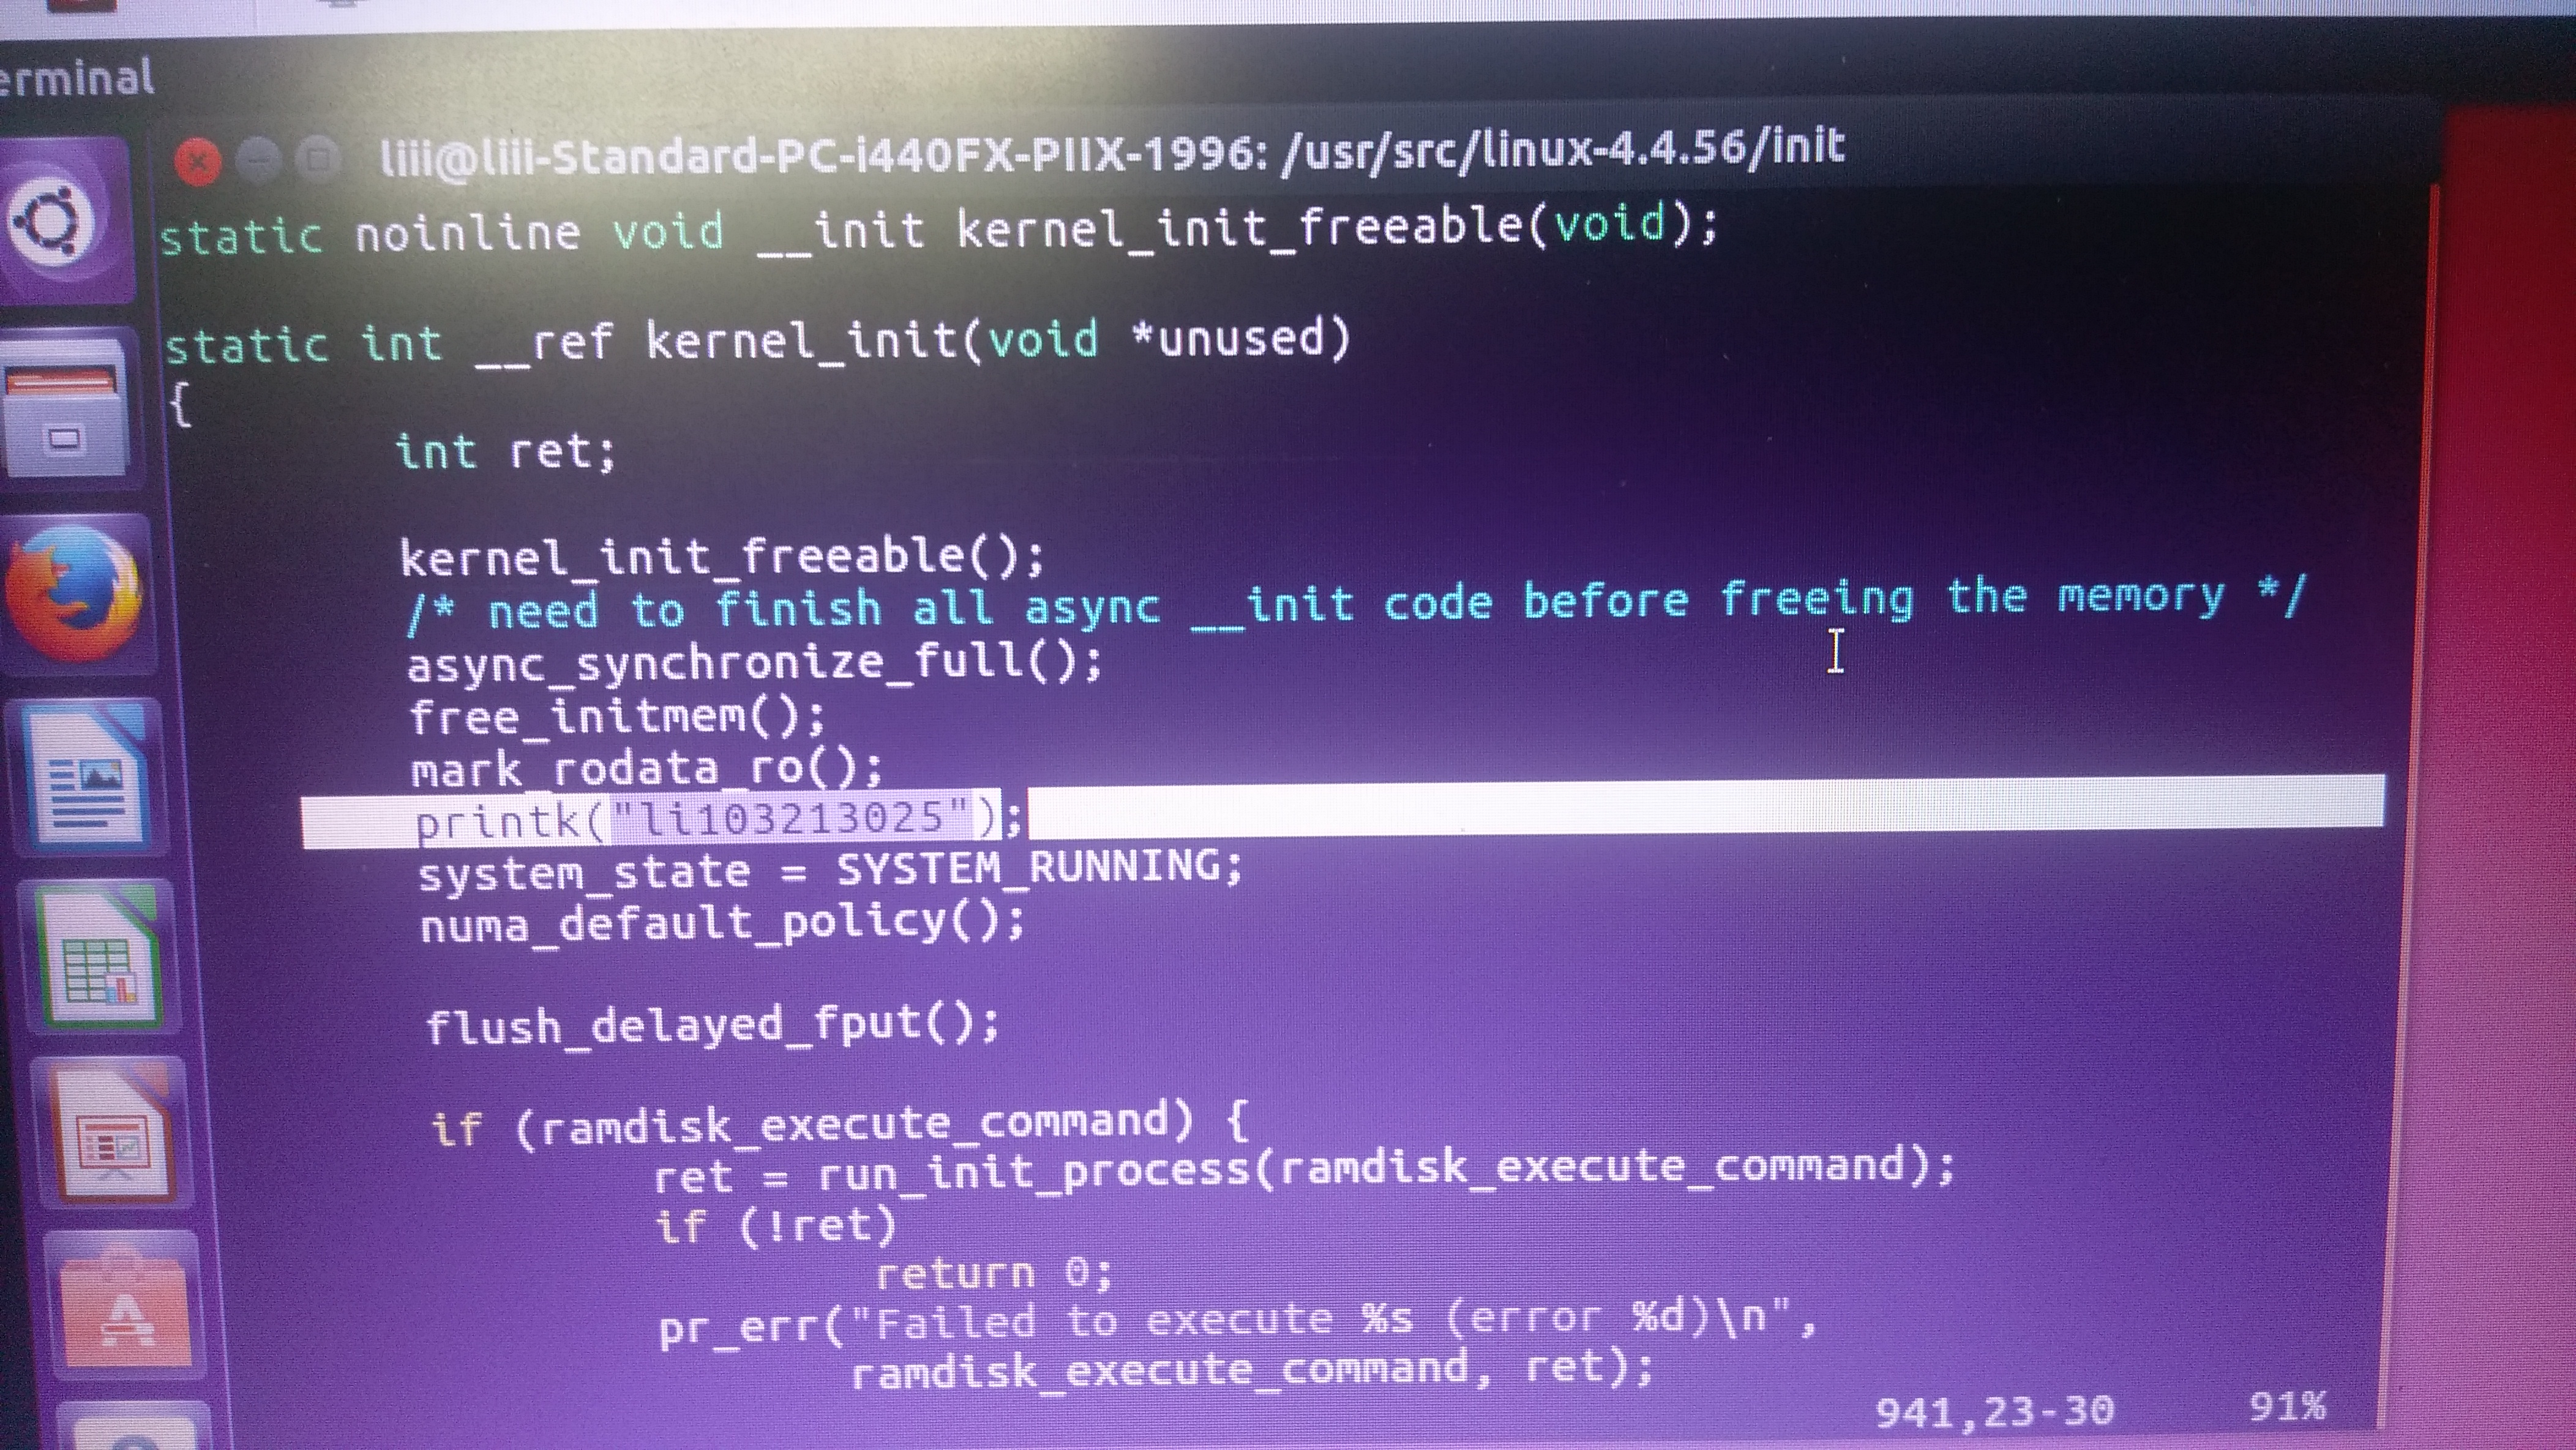 erminal
liii@liii-Standard-PC-i440FX-PIIX-1996: /usr/src/linux-4.4.56/init
static noinline void __init kernel_init_freeable(void);
static int __ref kernel_init(void *unused)
{
int ret;
kernel_init_freeable();
/* need to finish all async __init code before freeing the memory */
async_synchronize_full();
free_initmem();
mark_rodata_ro();
printk("li103213025");
system_state = SYSTEM_RUNNING;
numa_default_policy();
flush_delayed_fput();
if (ramdisk_execute_command) {
ret = run_init_process(ramdisk_execute_command);
if (!ret)
return 0;
pr_err("Failed to execute %s (error %d)\n",
ramdisk_execute_command, ret);
941,23-30 91%